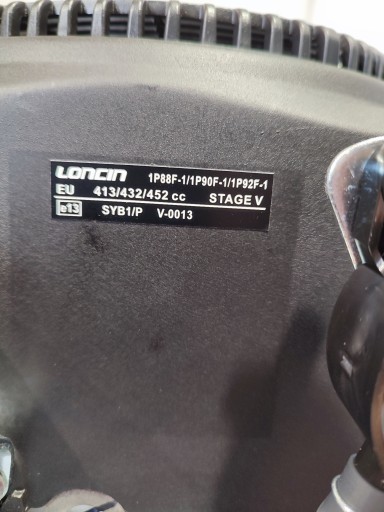 LONCIN 1P88F-1/1P90F-1/1P92F-1
EU 413/432/452 cc STAGE V
e13 SYB1/P V-0013